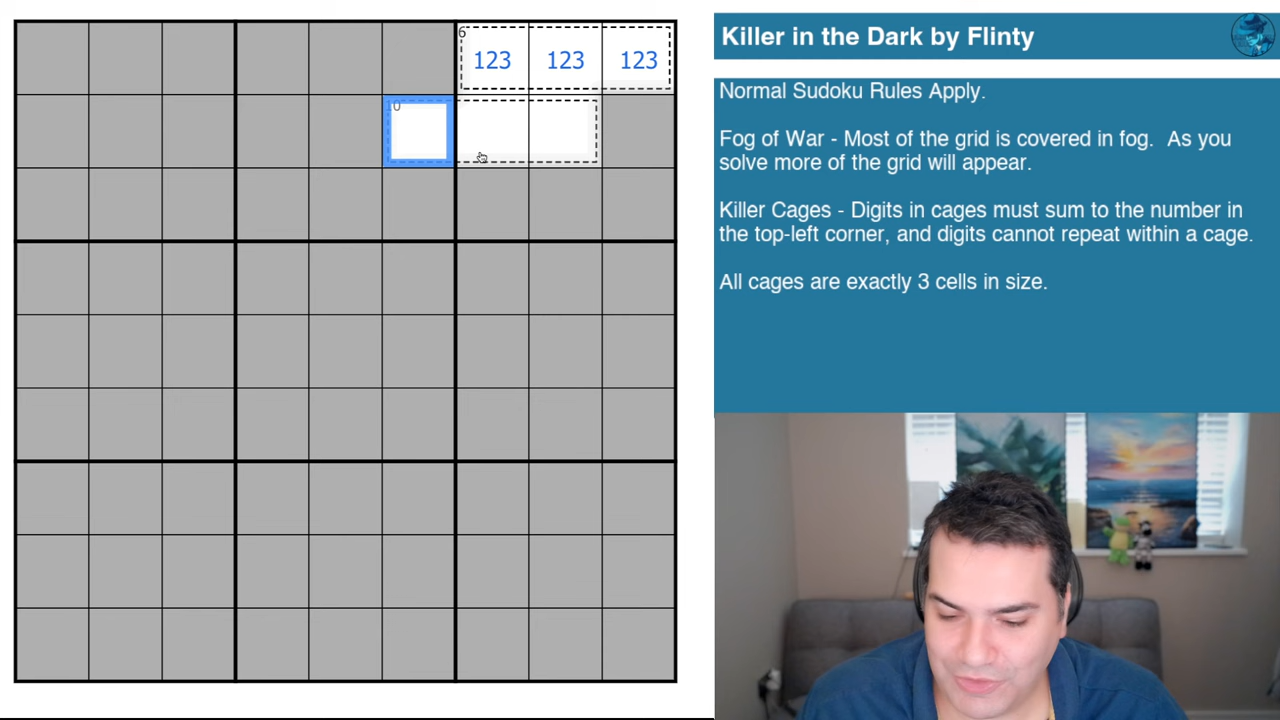 6
123 123 123
10
Killer in the Dark by Flinty
Normal Sudoku Rules Apply.
Fog of War - Most of the grid is covered in fog. As you
solve more of the grid will appear.
Killer Cages - Digits in cages must sum to the number in
the top-left corner, and digits cannot repeat within a cage.
All cages are exactly 3 cells in size.